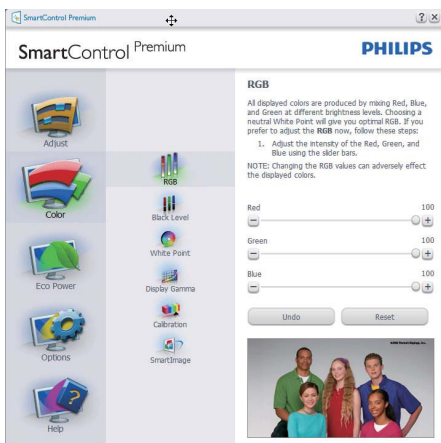 SmartControl Premium
SmartControl Premium
PHILIPS
Adjust
Color
Eco Power
Options
Help
RGB
Black Level
White Point
Display Gamma
Calibration
SmartImage
RGB
All displayed colors are produced by mixing Red, Blue,
and Green at different brightness levels. Choosing a
neutral White Point will give you optimal RGB. If you
prefer to adjust the RGB now, follow these steps:
1. Adjust the intensity of the Red, Green, and
Blue using the slider bars.
NOTE: Changing the RGB values can adversely effect
the displayed colors.
Red 100
Green 100
Blue 100
Undo Reset